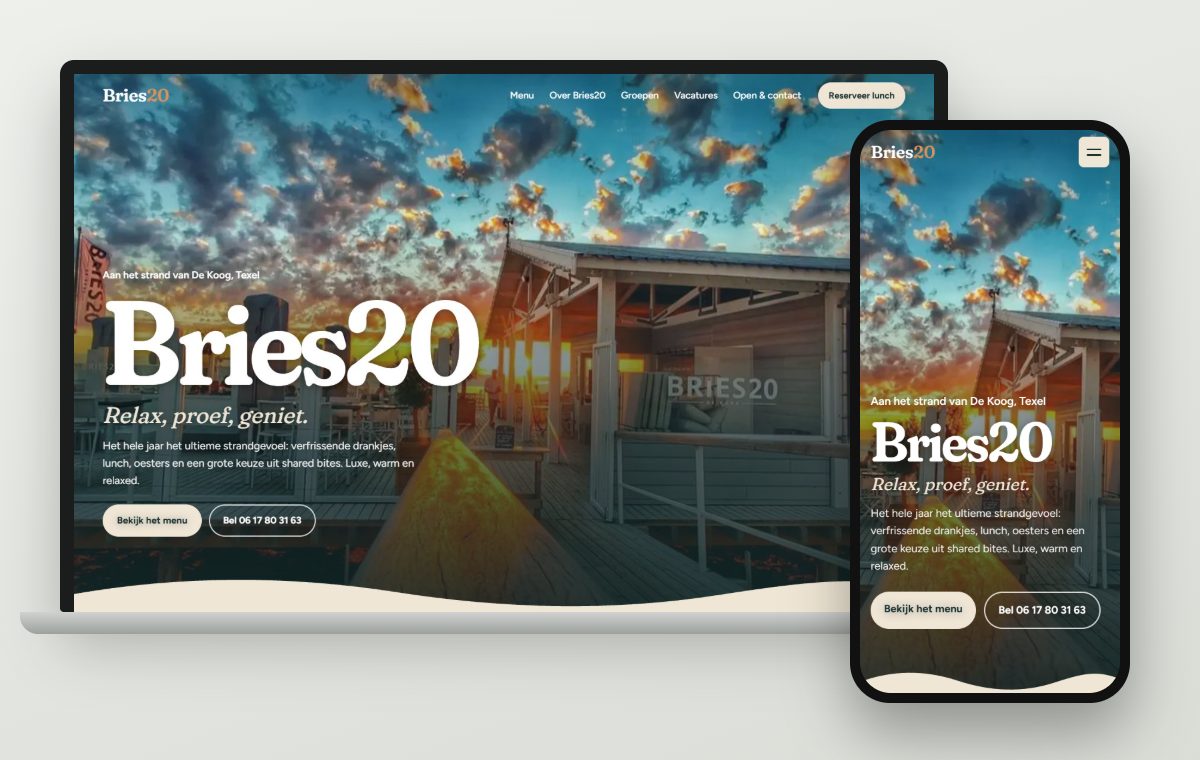 Bries20
Menu Over Bries20 Groepen Vacatures Open & contact Reserveer lunch
BRIES20
Aan het strand van De Koog, Texel
Bries20
Relax, proef, geniet.
Het hele jaar het ultieme strandgevoel: verfrissende drankjes,
lunch, oesters en een grote keuze uit shared bites. Luxe, warm en
relaxed.
Bekijk het menu Bel 06 17 80 31 63
BRIES20
Bries20
Aan het strand van De Koog, Texel
Bries20
Relax, proef, geniet.
Het hele jaar het ultieme strandgevoel:
verfrissende drankjes, lunch, oesters en een
grote keuze uit shared bites. Luxe, warm en
relaxed.
Bekijk het menu Bel 06 17 80 31 63